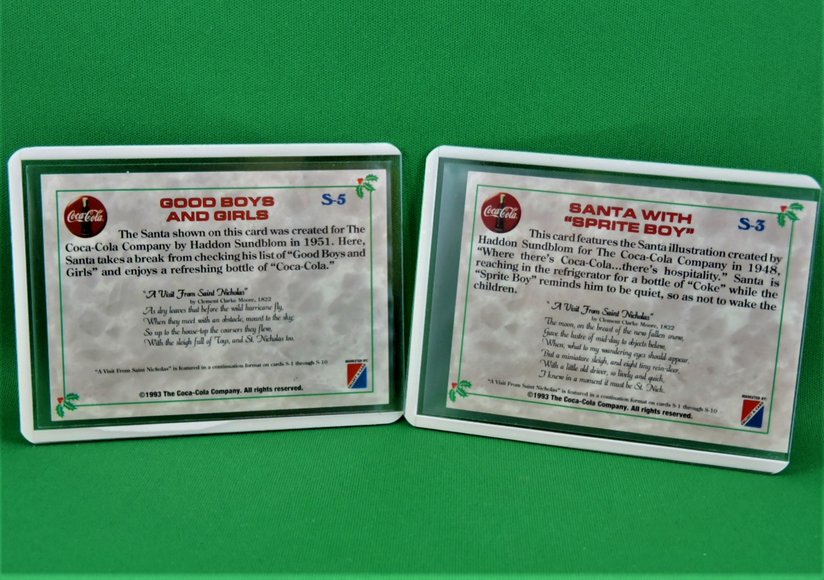 Coca-Cola
GOOD BOYS
AND GIRLS
S-5
The Santa shown on this card was created for The
Coca-Cola Company by Haddon Sundblom in 1951. Here,
Santa takes a break from checking his list of "Good Boys and
Girls" and enjoys a refreshing bottle of "Coca-Cola."
"A Visit From Saint Nicholas"
by Clement Clarke Moore, 1822
As dry leaves that before the wild hurricane fly,
When they meet with an obstacle, mount to the sky;
So up to the house-top the coursers they flew,
With the sleigh full of Toys, and St. Nicholas too.
"A Visit From Saint Nicholas" is featured in a continuation format on cards S-1 through S-10
©1993 The Coca-Cola Company. All rights reserved.
MARKETED BY:
Coca-Cola
SANTA WITH
"SPRITE BOY"
S-3
This card features the Santa illustration created by
Haddon Sundblom for The Coca-Cola Company in 1948,
"Where there's Coca-Cola...there's hospitality." Santa is
reaching in the refrigerator for a bottle of "Coke" while the
"Sprite Boy" reminds him to be quiet, so as not to wake the
children.
"A Visit From Saint Nicholas"
by Clement Clarke Moore, 1822
The moon, on the breast of the new fallen snow,
Gave the lustre of mid-day to objects below,
When, what to my wondering eyes should appear,
But a miniature sleigh, and eight tiny rein-deer,
With a little old driver, so lively and quick,
I knew in a moment it must be St. Nick.
"A Visit From Saint Nicholas" is featured in a continuation format on cards S-1 through S-10
©1993 The Coca-Cola Company. All rights reserved.
MARKETED BY: